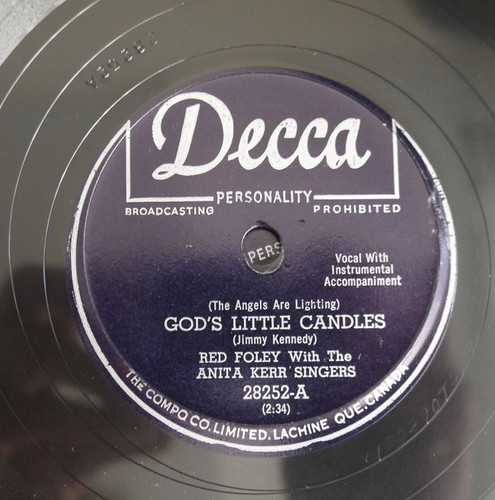 Decca
PERSONALITY
BROADCASTING PROHIBITED
PERS
Vocal With
Instrumental
Accompaniment
(The Angels Are Lighting)
GOD'S LITTLE CANDLES
(Jimmy Kennedy)
RED FOLEY With The
ANITA KERR SINGERS
28252-A
(2:34)
THE COMPO CO. LIMITED. LACHINE QUE. CANADA